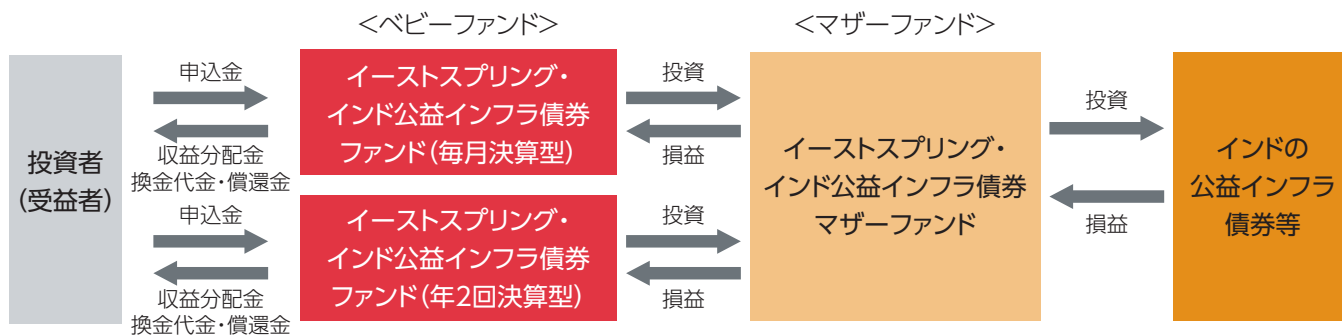 <ベビーファンド>
<マザーファンド>
投資者
(受益者)
申込金
収益分配金
換金代金・償還金
申込金
収益分配金
換金代金・償還金
イーストスプリング・
インド公益インフラ債券
ファンド(毎月決算型)
イーストスプリング・
インド公益インフラ債券
ファンド(年2回決算型)
投資
損益
投資
損益
イーストスプリング・
インド公益インフラ債券
マザーファンド
投資
損益
インドの
公益インフラ
債券等